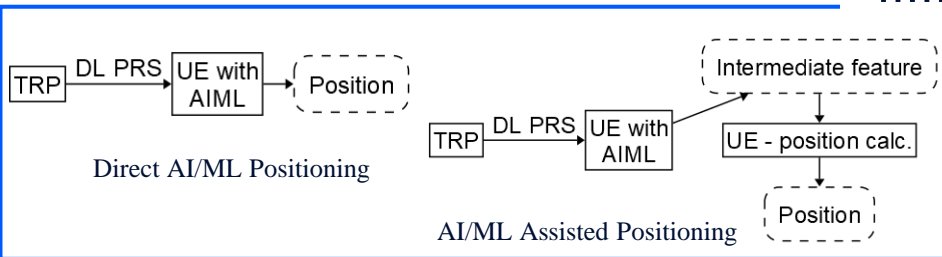 TRP
DL PRS
UE with
AIML
Position
Direct AI/ML Positioning
TRP
DL PRS
UE with
AIML
Intermediate feature
UE - position calc.
Position
AI/ML Assisted Positioning